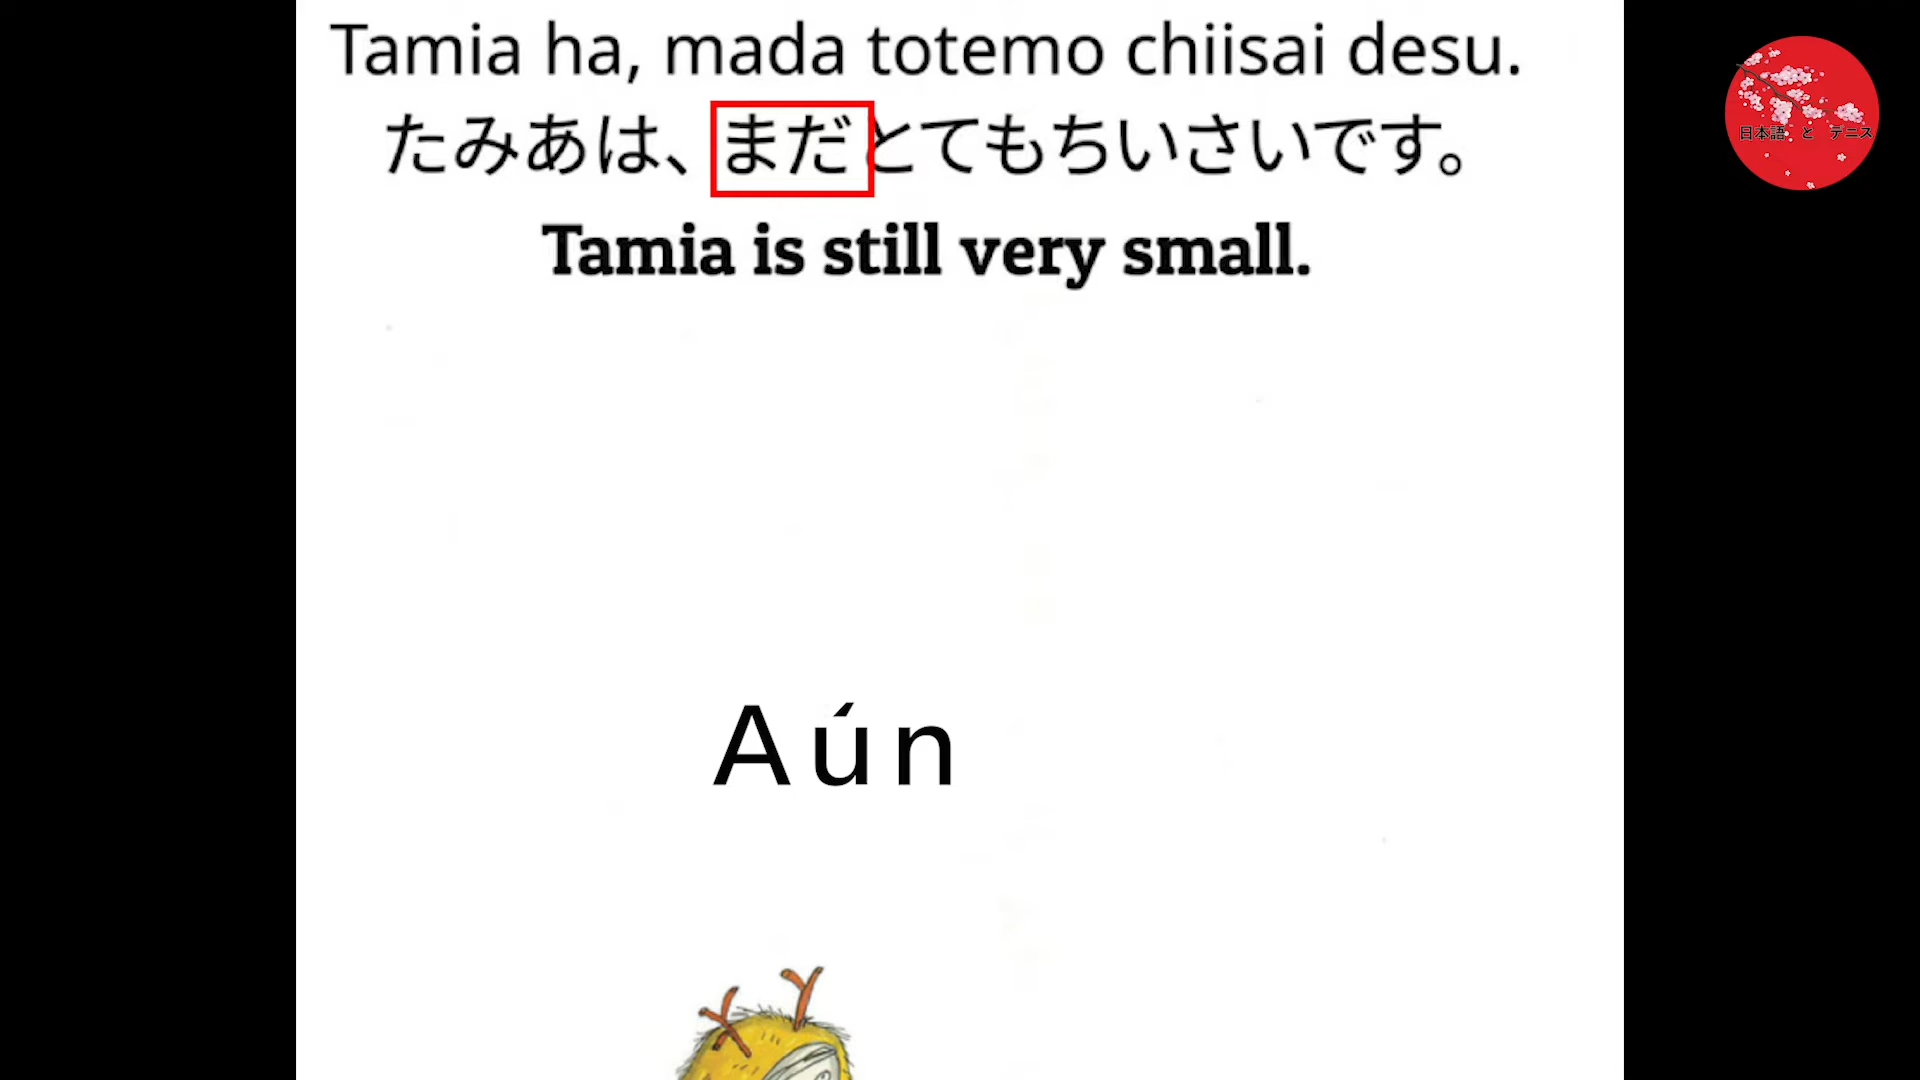 Tamia ha, mada totemo chiisai desu.
たみあは、まだとてもちいさいです。
Tamia is still very small.
Aún
日本語 と デニス